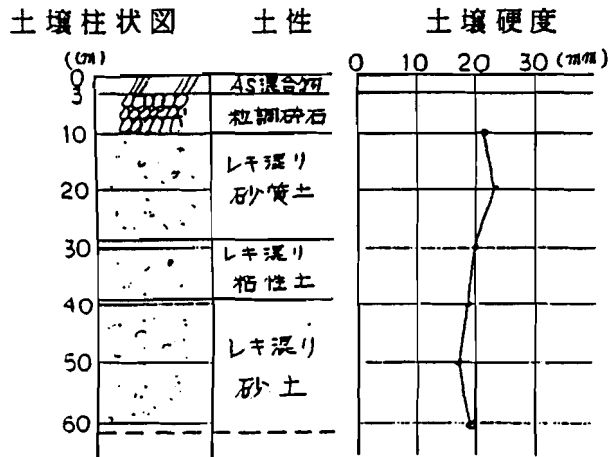 土壌柱状図 土性 土壌硬度
(cm) 0 10 20 30 (mm)
0
AS混合物
3
粒調砕石
10
レキ混り
砂質土
20
30
レキ混り
粘性土
40
レキ混り
砂土
50
60